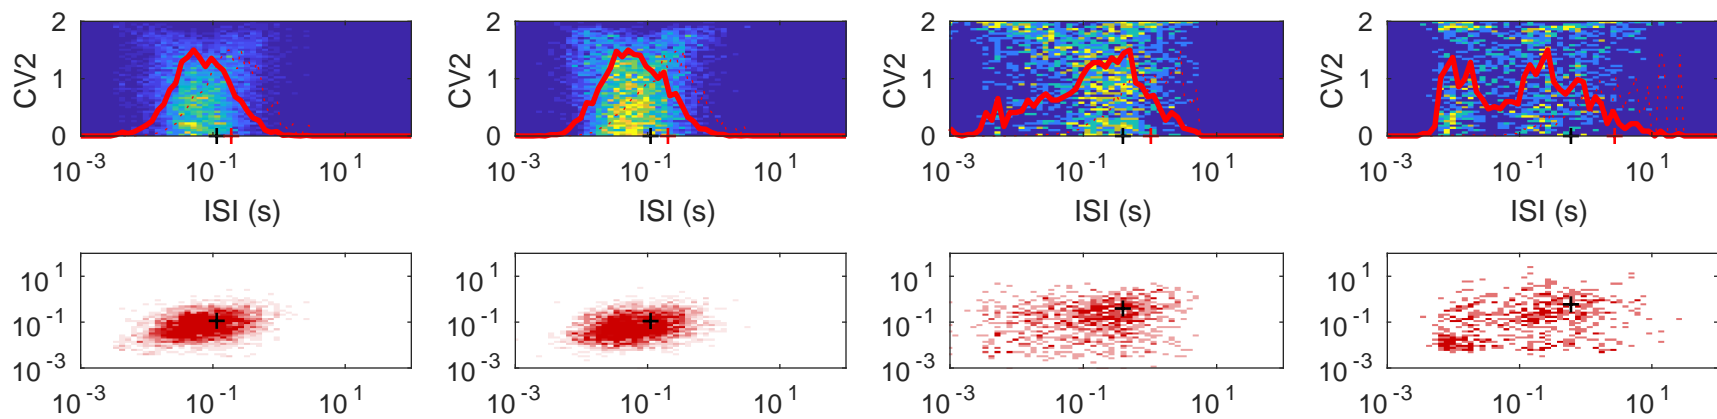 2 2 2 2
CV2 CV2 CV2 CV2
1 1 1 1
0 0 0 0
10^-3 10^-1 10^1 10^-3 10^-1 10^1 10^-3 10^-1 10^1 10^-3 10^-1 10^1
ISI (s) ISI (s) ISI (s) ISI (s)
10^1 10^1 10^1 10^1
10^-1 10^-1 10^-1 10^-1
10^-3 10^-3 10^-3 10^-3
10^-3 10^-1 10^1 10^-3 10^-1 10^1 10^-3 10^-1 10^1 10^-3 10^-1 10^1